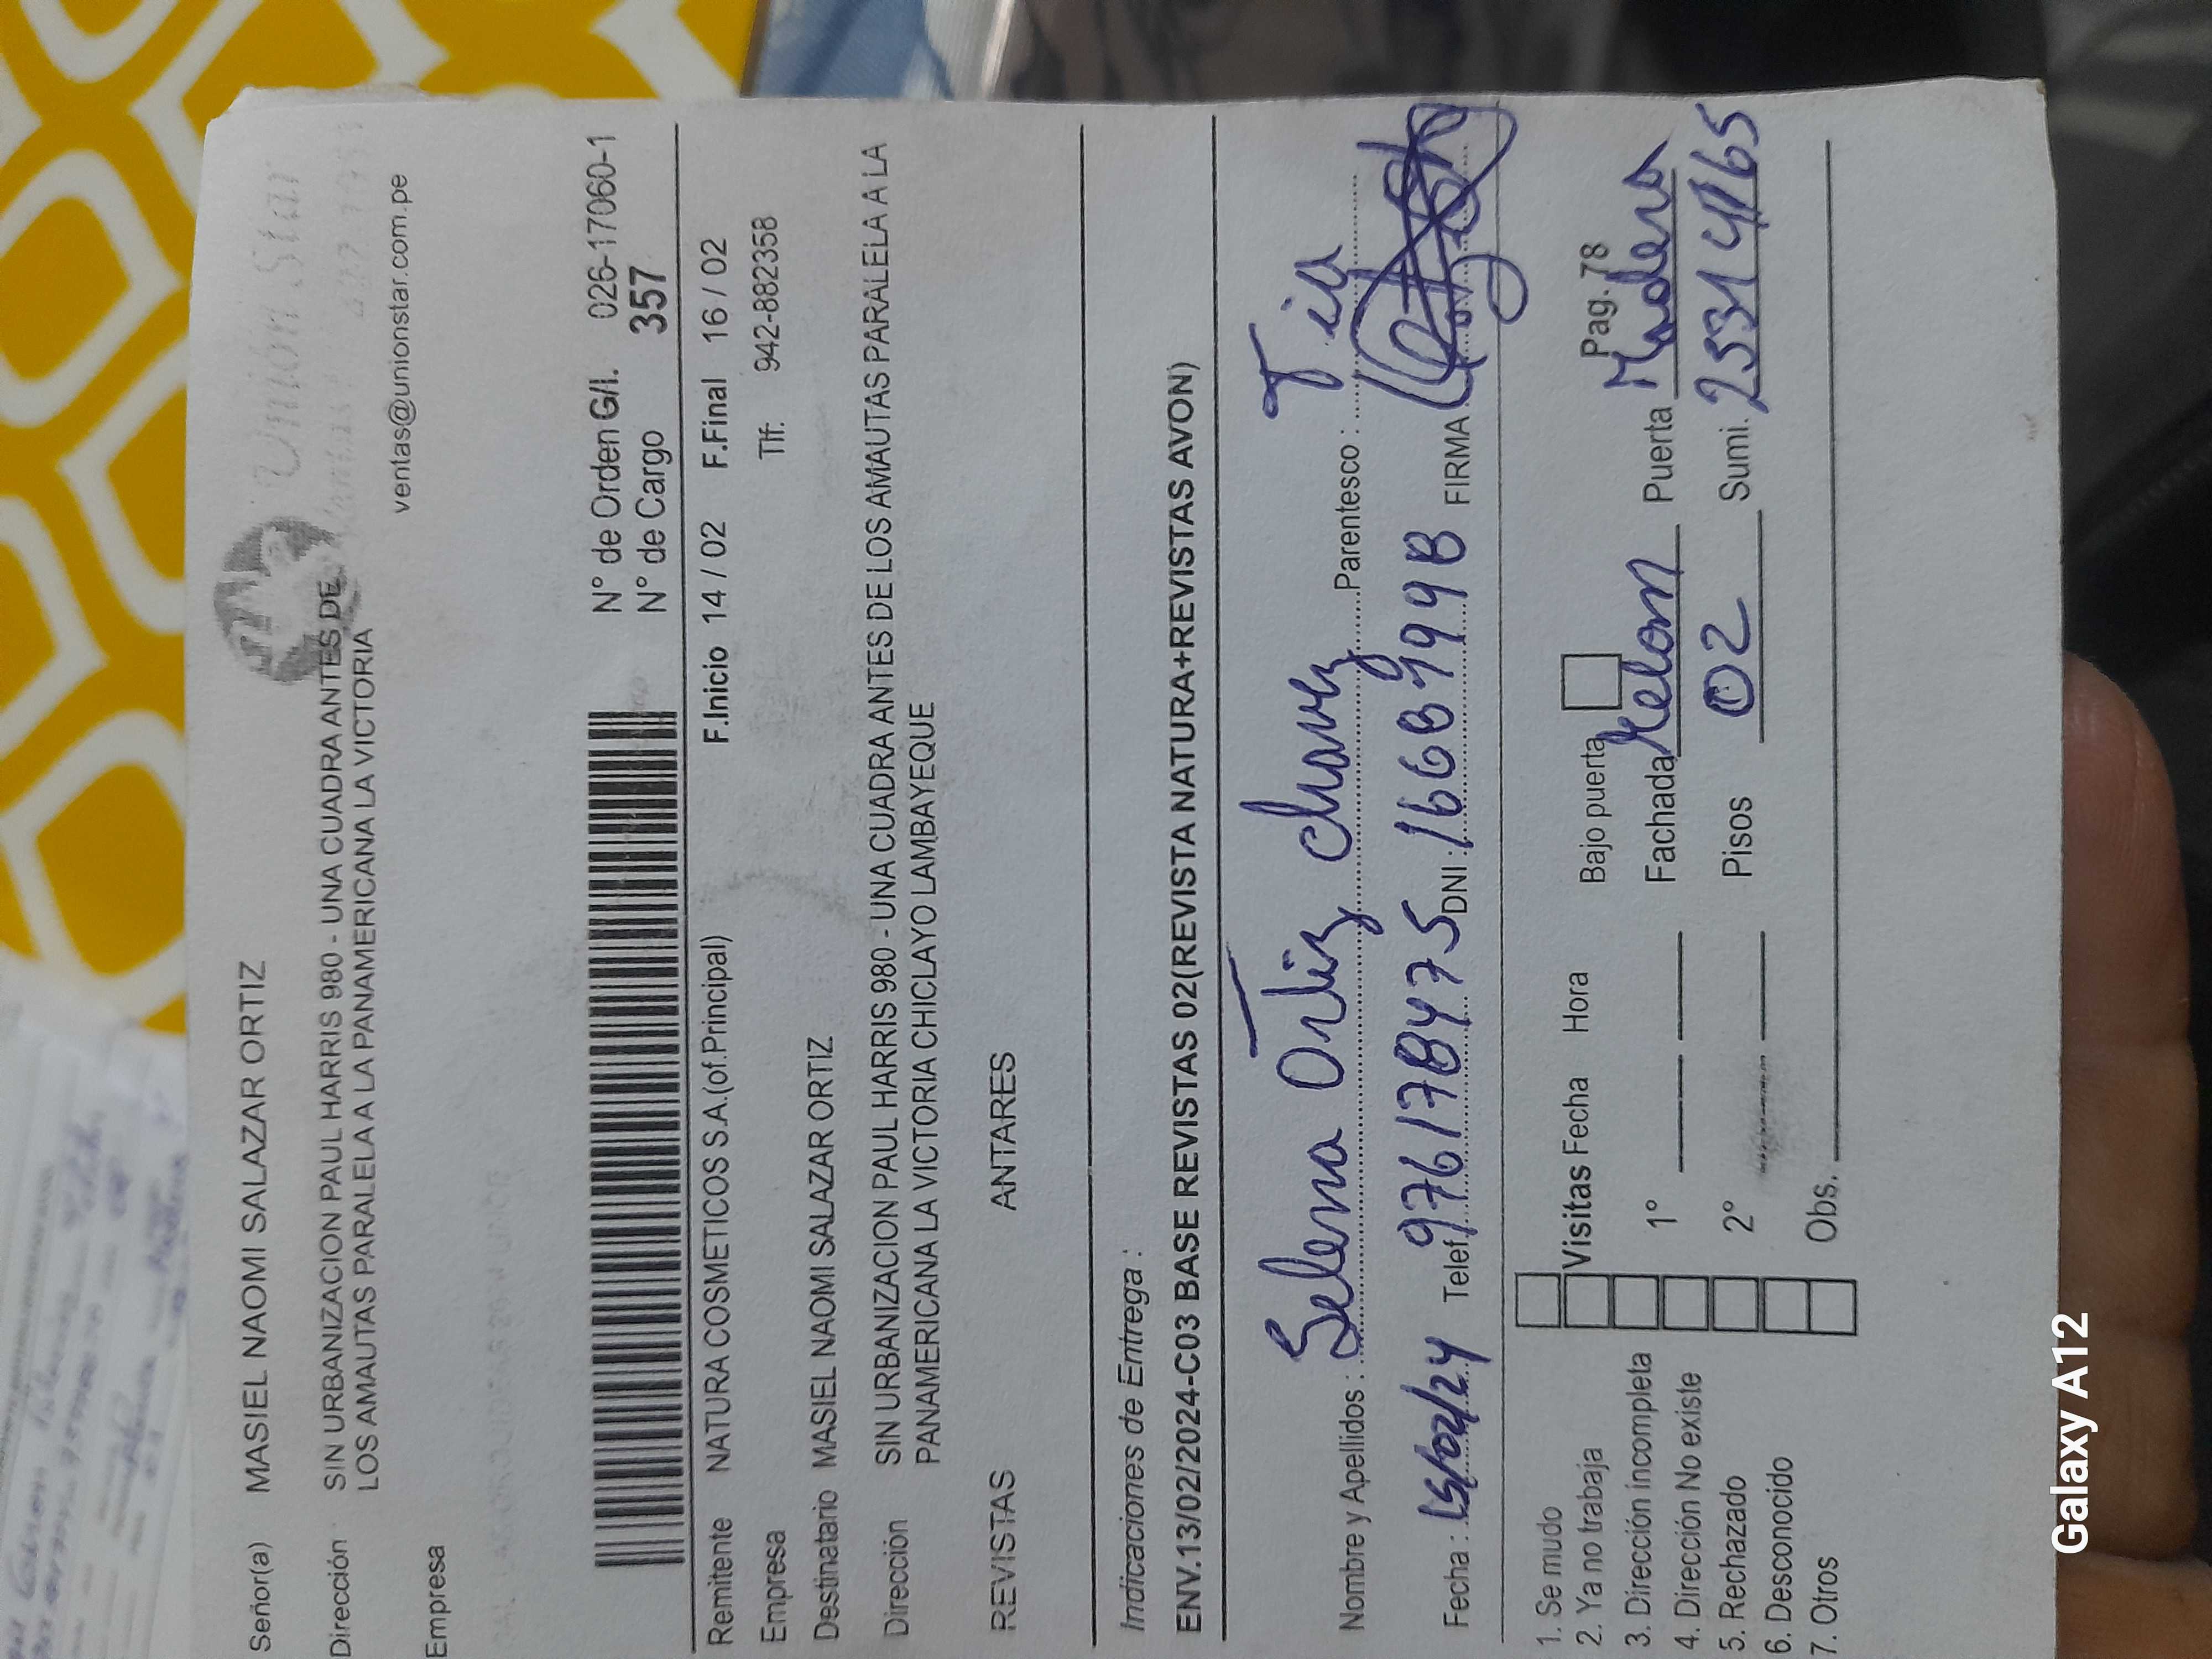 Unión Star
ventas@unionstar.com.pe
Señor(a) MASIEL NAOMI SALAZAR ORTIZ
Dirección SIN URBANIZACION PAUL HARRIS 980 - UNA CUADRA ANTES DE
LOS AMAUTAS PARALELA A LA PANAMERICANA LA VICTORIA
Empresa
N° de Orden G/I. 026-17060-1
N° de Cargo 357
Remitente NATURA COSMETICOS S.A.(of.Principal) F.Inicio 14 / 02 F.Final 16 / 02
Empresa Tlf. 942-882358
Destinatario MASIEL NAOMI SALAZAR ORTIZ
Dirección SIN URBANIZACION PAUL HARRIS 980 - UNA CUADRA ANTES DE LOS AMAUTAS PARALELA A LA
PANAMERICANA LA VICTORIA CHICLAYO LAMBAYEQUE
REVISTAS ANTARES
Indicaciones de Entrega :
ENV.13/02/2024-C03 BASE REVISTAS 02(REVISTA NATURA+REVISTAS AVON)
Nombre y Apellidos : Selena Ortiz chavez Parentesco : Tia
Fecha : 15/02/24 Telef. 976178475 DNI : 16689998 FIRMA
1. Se mudo
2. Ya no trabaja Visitas Fecha Hora Bajo puerta Pag. 78
3. Dirección incompleta 1° Fachada Puerta Madera
4. Dirección No existe
5. Rechazado 2° Pisos 02 Sumi. 25314165
6. Desconocido
7. Otros Obs.
Galaxy A12